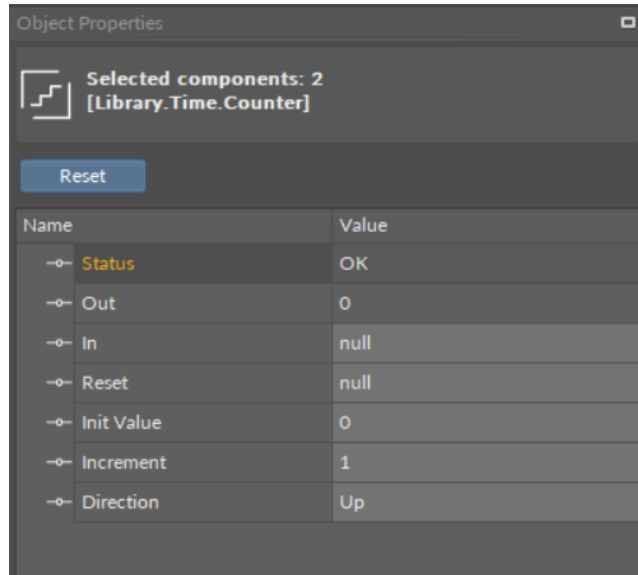 Object Properties
Selected components: 2
[Library.Time.Counter]
Reset
Name Value
Status OK
Out 0
In null
Reset null
Init Value 0
Increment 1
Direction Up